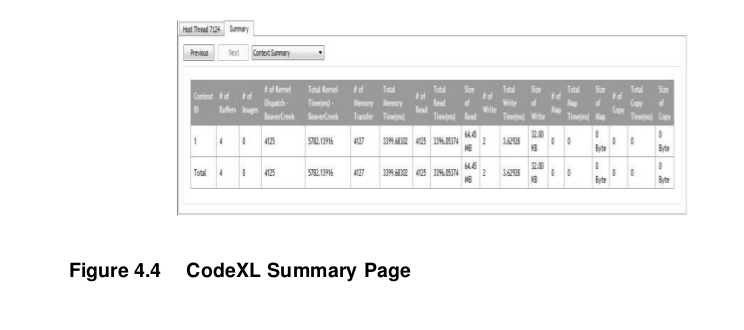 Host Thread 7124 Summary
Previous Next Context Summary
Context ID # of Buffers # of Images # of Kernel Dispatch - BeaverCreek Total Kernel Time(ms) - BeaverCreek # of Memory Transfer Total Memory Time(ms) # of Read Total Read Time(ms) Size of Read # of Write Total Write Time(ms) Size of Write # of Map Total Map Time(ms) Size of Map # of Copy Total Copy Time(ms) Size of Copy
1 4 0 4125 5782.13916 4127 3399.68302 4125 3396.05374 64.45 MB 2 3.62928 32.00 KB 0 0 0 Byte 0 0 0 Byte
Total 4 0 4125 5782.13916 4127 3399.68302 4125 3396.05374 64.45 MB 2 3.62928 32.00 KB 0 0 0 Byte 0 0 0 Byte
Figure 4.4 CodeXL Summary Page